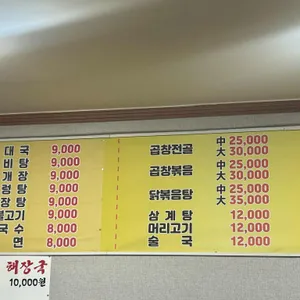 대국 9,000
비탕 9,000
개장 9,000
렁탕 9,000
장탕 9,000
불고기 9,000
국수 8,000
면 8,000
곱창전골 中 25,000
大 30,000
곱창볶음 中 25,000
大 30,000
닭볶음탕 中 25,000
大 35,000
삼계탕 12,000
머리고기 12,000
술국 12,000
해장국
10,000원